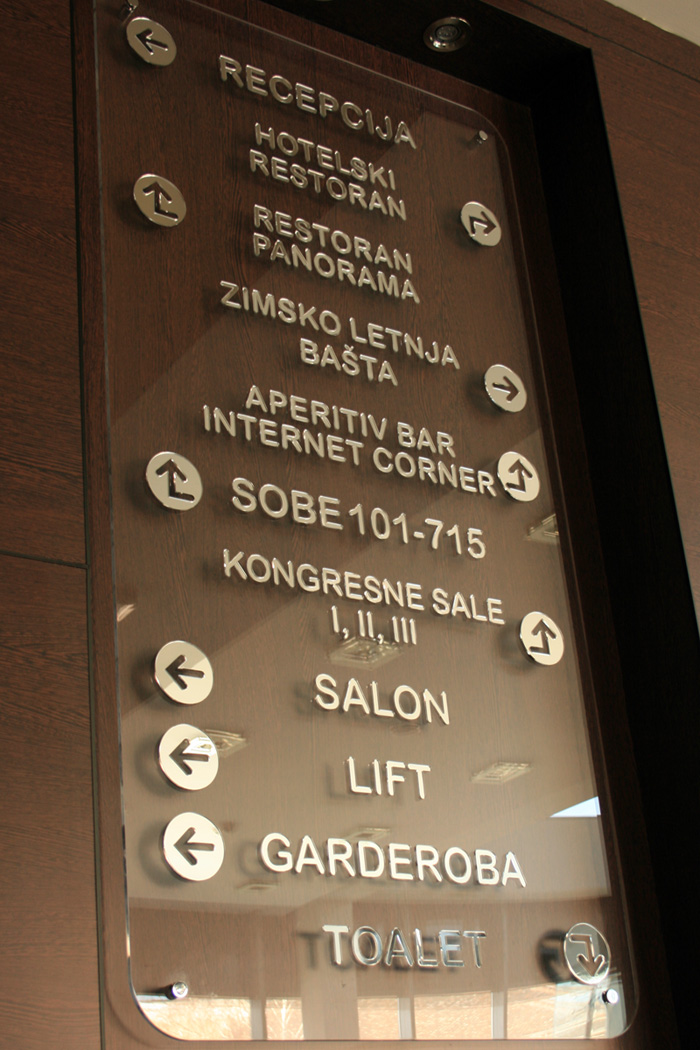 RECEPCIJA
HOTELSKI
RESTORAN
RESTORAN
PANORAMA
ZIMSKO LETNJA
BAŠTA
APERITIV BAR
INTERNET CORNER
SOBE 101-715
KONGRESNE SALE
I, II, III
SALON
LIFT
GARDEROBA
TOALET